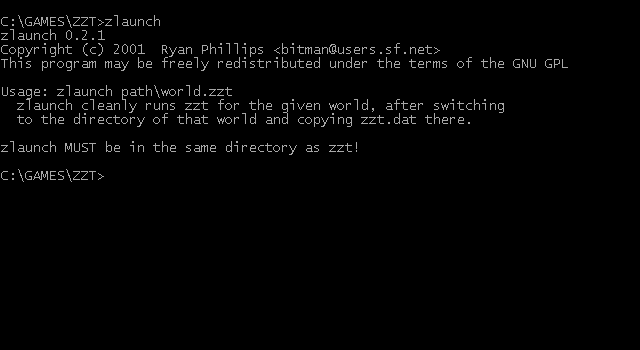 C:\GAMES\ZZT>zlaunch
zlaunch 0.2.1
Copyright (c) 2001  Ryan Phillips <bitman@users.sf.net>
This program may be freely redistributed under the terms of the GNU GPL
Usage: zlaunch path\world.zzt
  zlaunch cleanly runs zzt for the given world, after switching
  to the directory of that world and copying zzt.dat there.
zlaunch MUST be in the same directory as zzt!
C:\GAMES\ZZT>